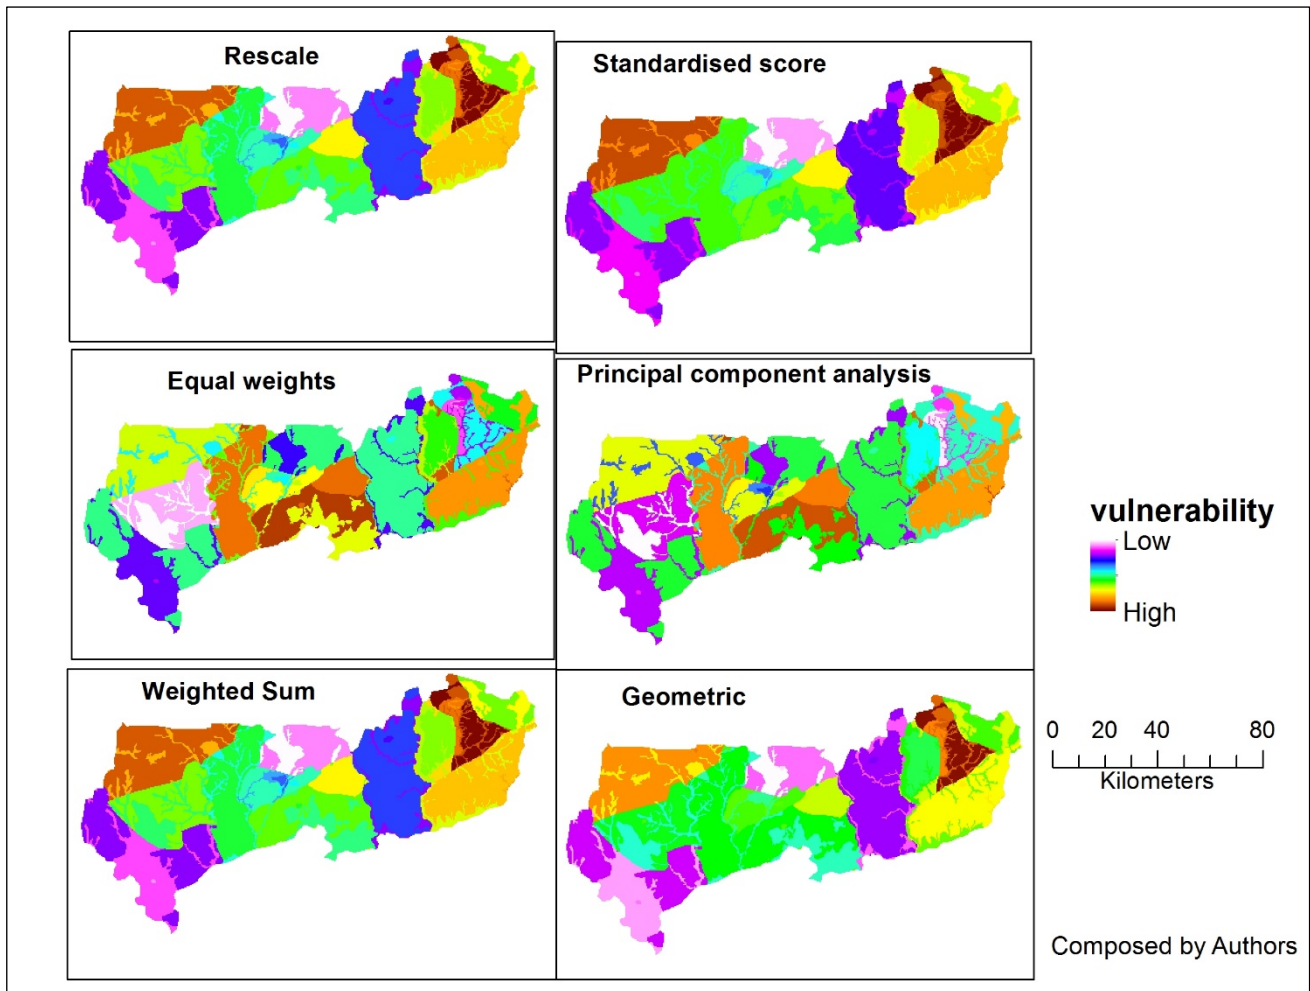 Rescale
Standardised score
Equal weights
Principal component analysis
Weighted Sum
Geometric
vulnerability
Low
High
0 20 40 80
Kilometers
Composed by Authors